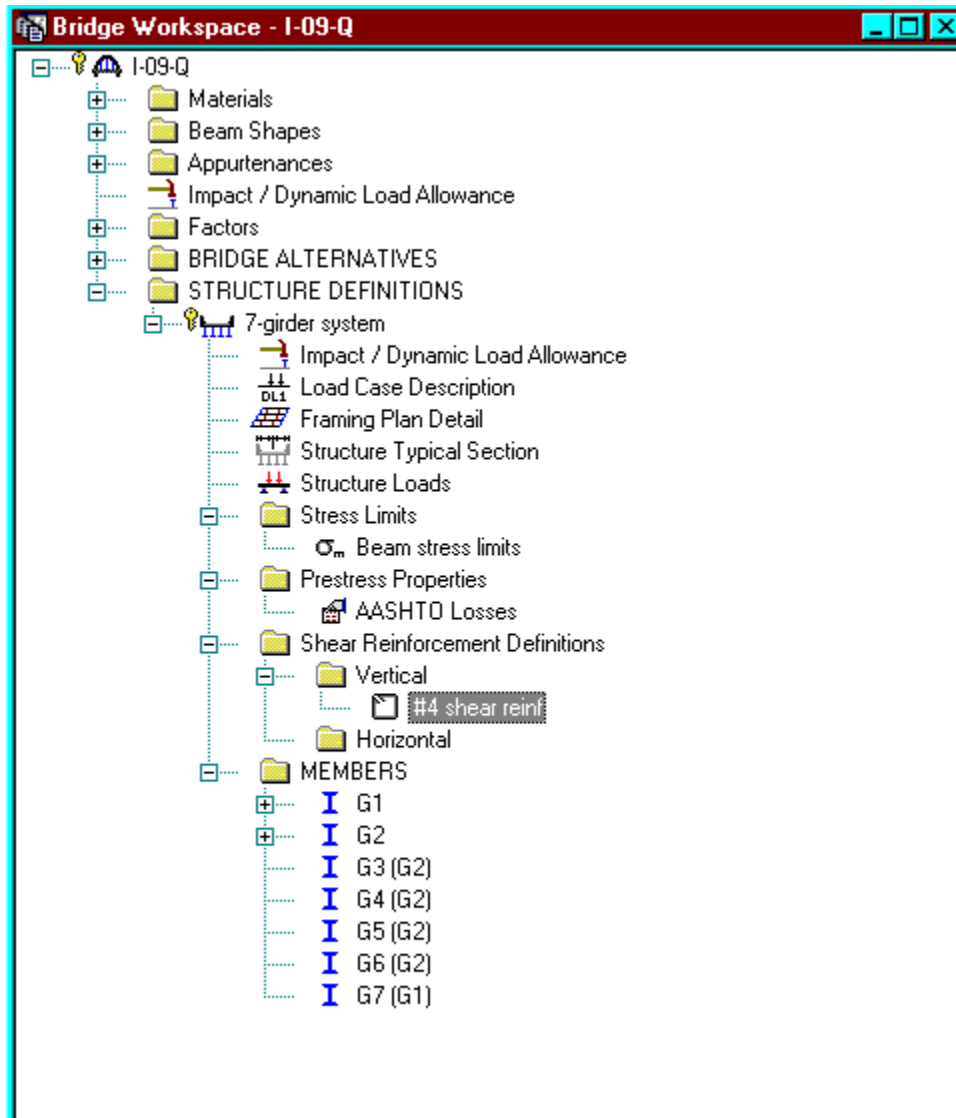 Bridge Workspace - I-09-Q
I-09-Q
Materials
Beam Shapes
Appurtenances
Impact / Dynamic Load Allowance
Factors
BRIDGE ALTERNATIVES
STRUCTURE DEFINITIONS
7-girder system
Impact / Dynamic Load Allowance
DL1 Load Case Description
Framing Plan Detail
Structure Typical Section
Structure Loads
Stress Limits
σm Beam stress limits
Prestress Properties
AASHTO Losses
Shear Reinforcement Definitions
Vertical
#4 shear reinf
Horizontal
MEMBERS
G1
G2
G3 (G2)
G4 (G2)
G5 (G2)
G6 (G2)
G7 (G1)